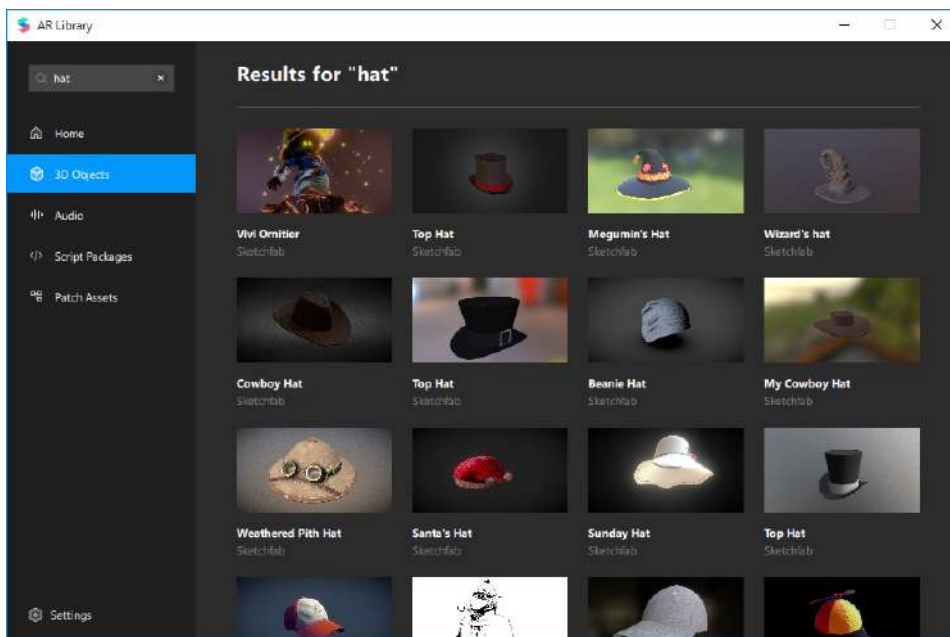 AR Library
hat
Results for "hat"
Home
3D Objects
Audio
Script Packages
Patch Assets
Settings
Vivi Ornitier
Sketchfab
Top Hat
Sketchfab
Megumin's Hat
Sketchfab
Wizard's hat
Sketchfab
Cowboy Hat
Sketchfab
Top Hat
Sketchfab
Beanie Hat
Sketchfab
My Cowboy Hat
Sketchfab
Weathered Pith Hat
Sketchfab
Santa's Hat
Sketchfab
Sunday Hat
Sketchfab
Top Hat
Sketchfab